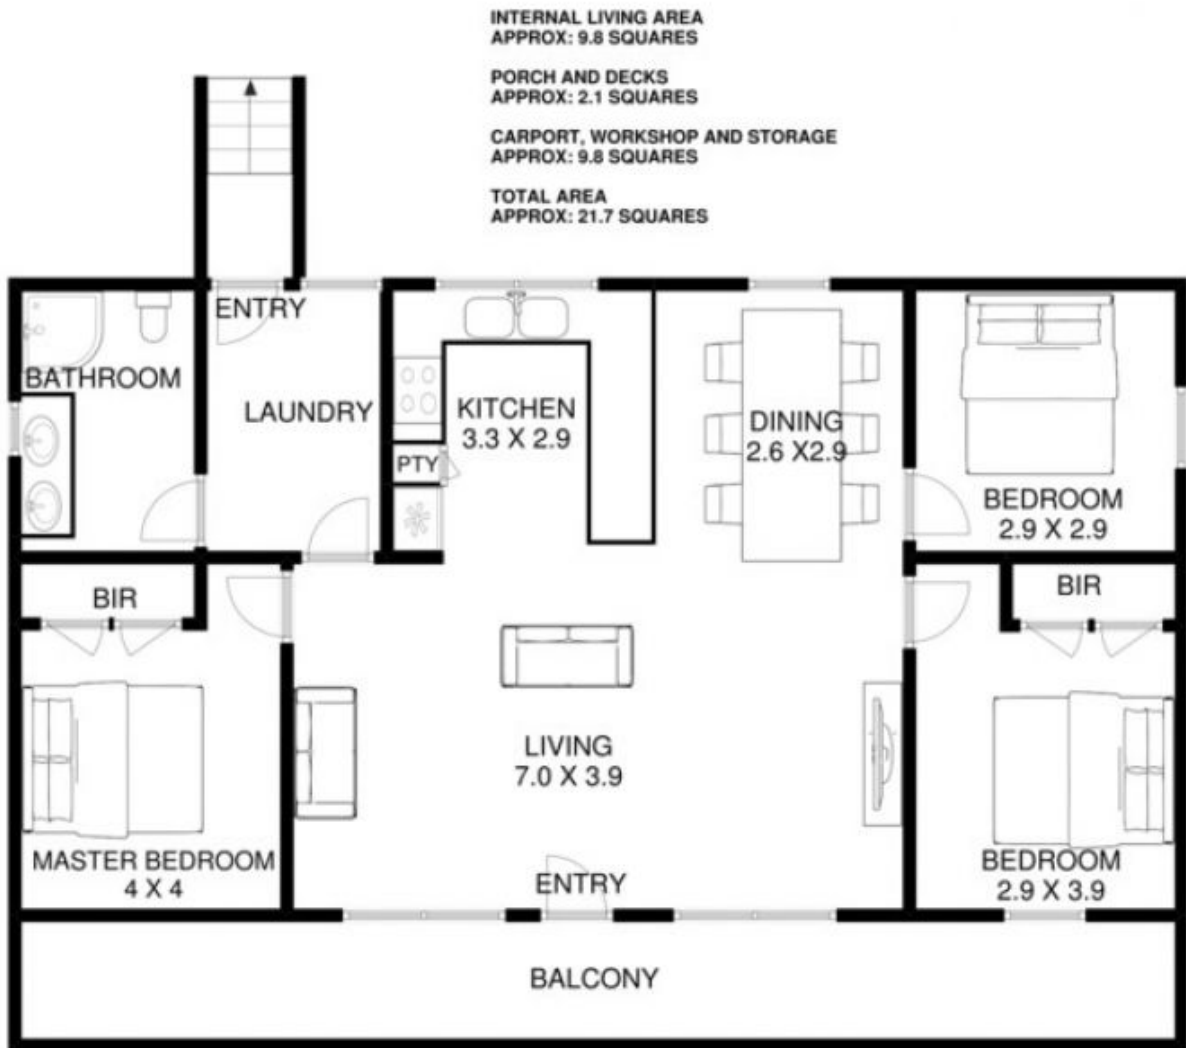 INTERNAL LIVING AREA
APPROX: 9.8 SQUARES
PORCH AND DECKS
APPROX: 2.1 SQUARES
CARPORT, WORKSHOP AND STORAGE
APPROX: 9.8 SQUARES
TOTAL AREA
APPROX: 21.7 SQUARES
ENTRY
BATHROOM
LAUNDRY
KITCHEN
3.3 X 2.9
PTY
DINING
2.6 X2.9
BEDROOM
2.9 X 2.9
BIR
BIR
LIVING
7.0 X 3.9
MASTER BEDROOM
4 X 4
ENTRY
BEDROOM
2.9 X 3.9
BALCONY